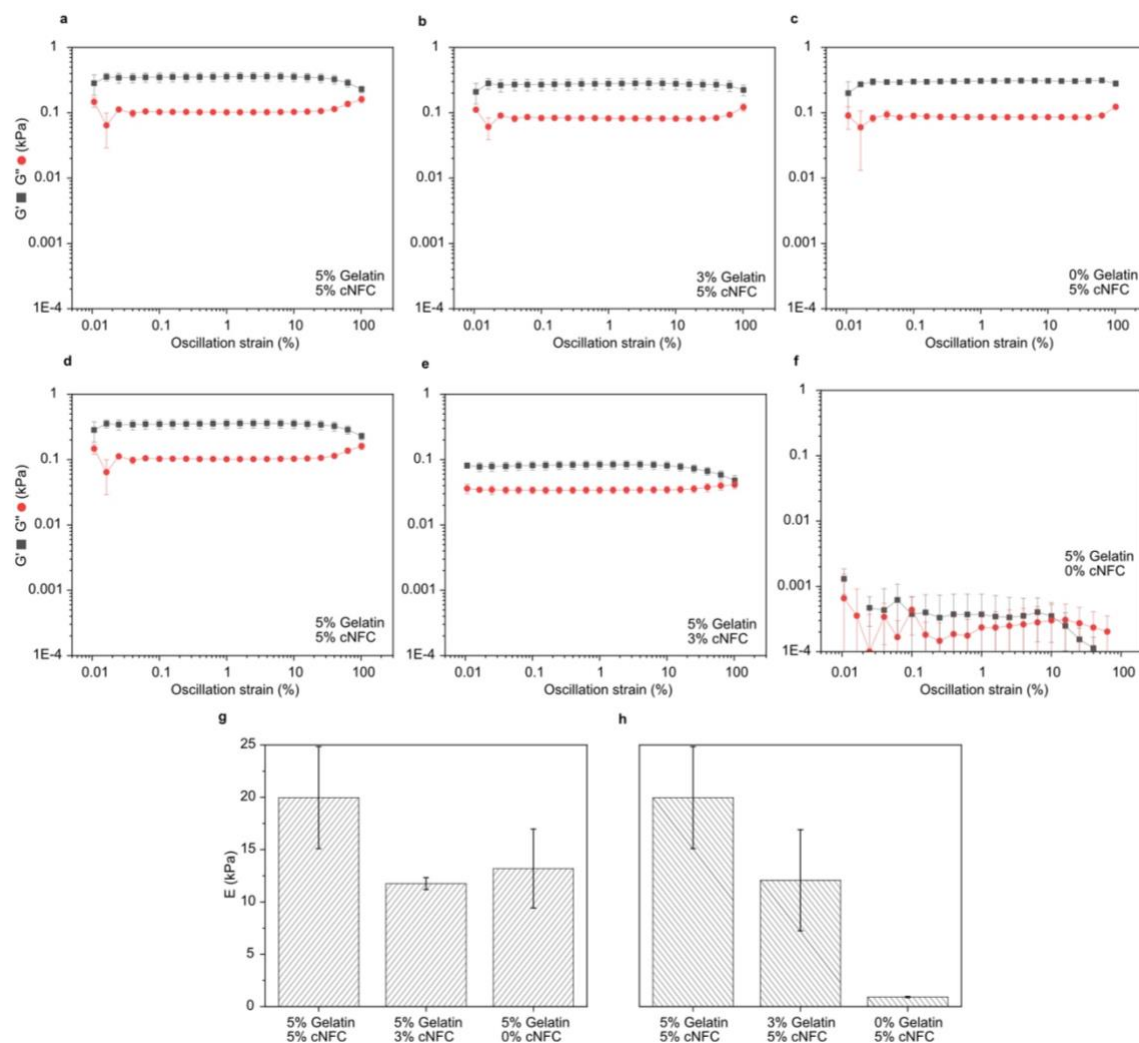 a
b
c
1
0.1
0.01
0.001
1E-4
G' G'' (kPa)
5% Gelatin
5% cNFC
0.01 0.1 1 10 100
Oscillation strain (%)
1
0.1
0.01
0.001
1E-4
3% Gelatin
5% cNFC
0.01 0.1 1 10 100
Oscillation strain (%)
1
0.1
0.01
0.001
1E-4
0% Gelatin
5% cNFC
0.01 0.1 1 10 100
Oscillation strain (%)
d
e
f
1
0.1
0.01
0.001
1E-4
G' G'' (kPa)
5% Gelatin
5% cNFC
0.01 0.1 1 10 100
Oscillation strain (%)
1
0.1
0.01
0.001
1E-4
5% Gelatin
3% cNFC
0.01 0.1 1 10 100
Oscillation strain (%)
1
0.1
0.01
0.001
1E-4
5% Gelatin
0% cNFC
0.01 0.1 1 10 100
Oscillation strain (%)
g
h
25
20
15
10
5
0
E (kPa)
5% Gelatin 5% Gelatin 5% Gelatin
5% cNFC 3% cNFC 0% cNFC
5% Gelatin 3% Gelatin 0% Gelatin
5% cNFC 5% cNFC 5% cNFC